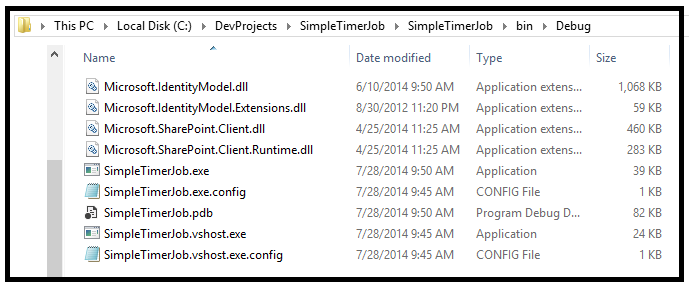 This PC Local Disk (C:) DevProjects SimpleTimerJob SimpleTimerJob bin Debug
Name Date modified Type Size
Microsoft.IdentityModel.dll 6/10/2014 9:50 AM Application extens... 1,068 KB
Microsoft.IdentityModel.Extensions.dll 8/30/2012 11:20 PM Application extens... 59 KB
Microsoft.SharePoint.Client.dll 4/25/2014 11:25 AM Application extens... 460 KB
Microsoft.SharePoint.Client.Runtime.dll 4/25/2014 11:25 AM Application extens... 283 KB
SimpleTimerJob.exe 7/28/2014 9:50 AM Application 39 KB
SimpleTimerJob.exe.config 7/28/2014 9:45 AM CONFIG File 1 KB
SimpleTimerJob.pdb 7/28/2014 9:50 AM Program Debug D... 82 KB
SimpleTimerJob.vshost.exe 7/28/2014 9:45 AM Application 24 KB
SimpleTimerJob.vshost.exe.config 7/28/2014 9:45 AM CONFIG File 1 KB